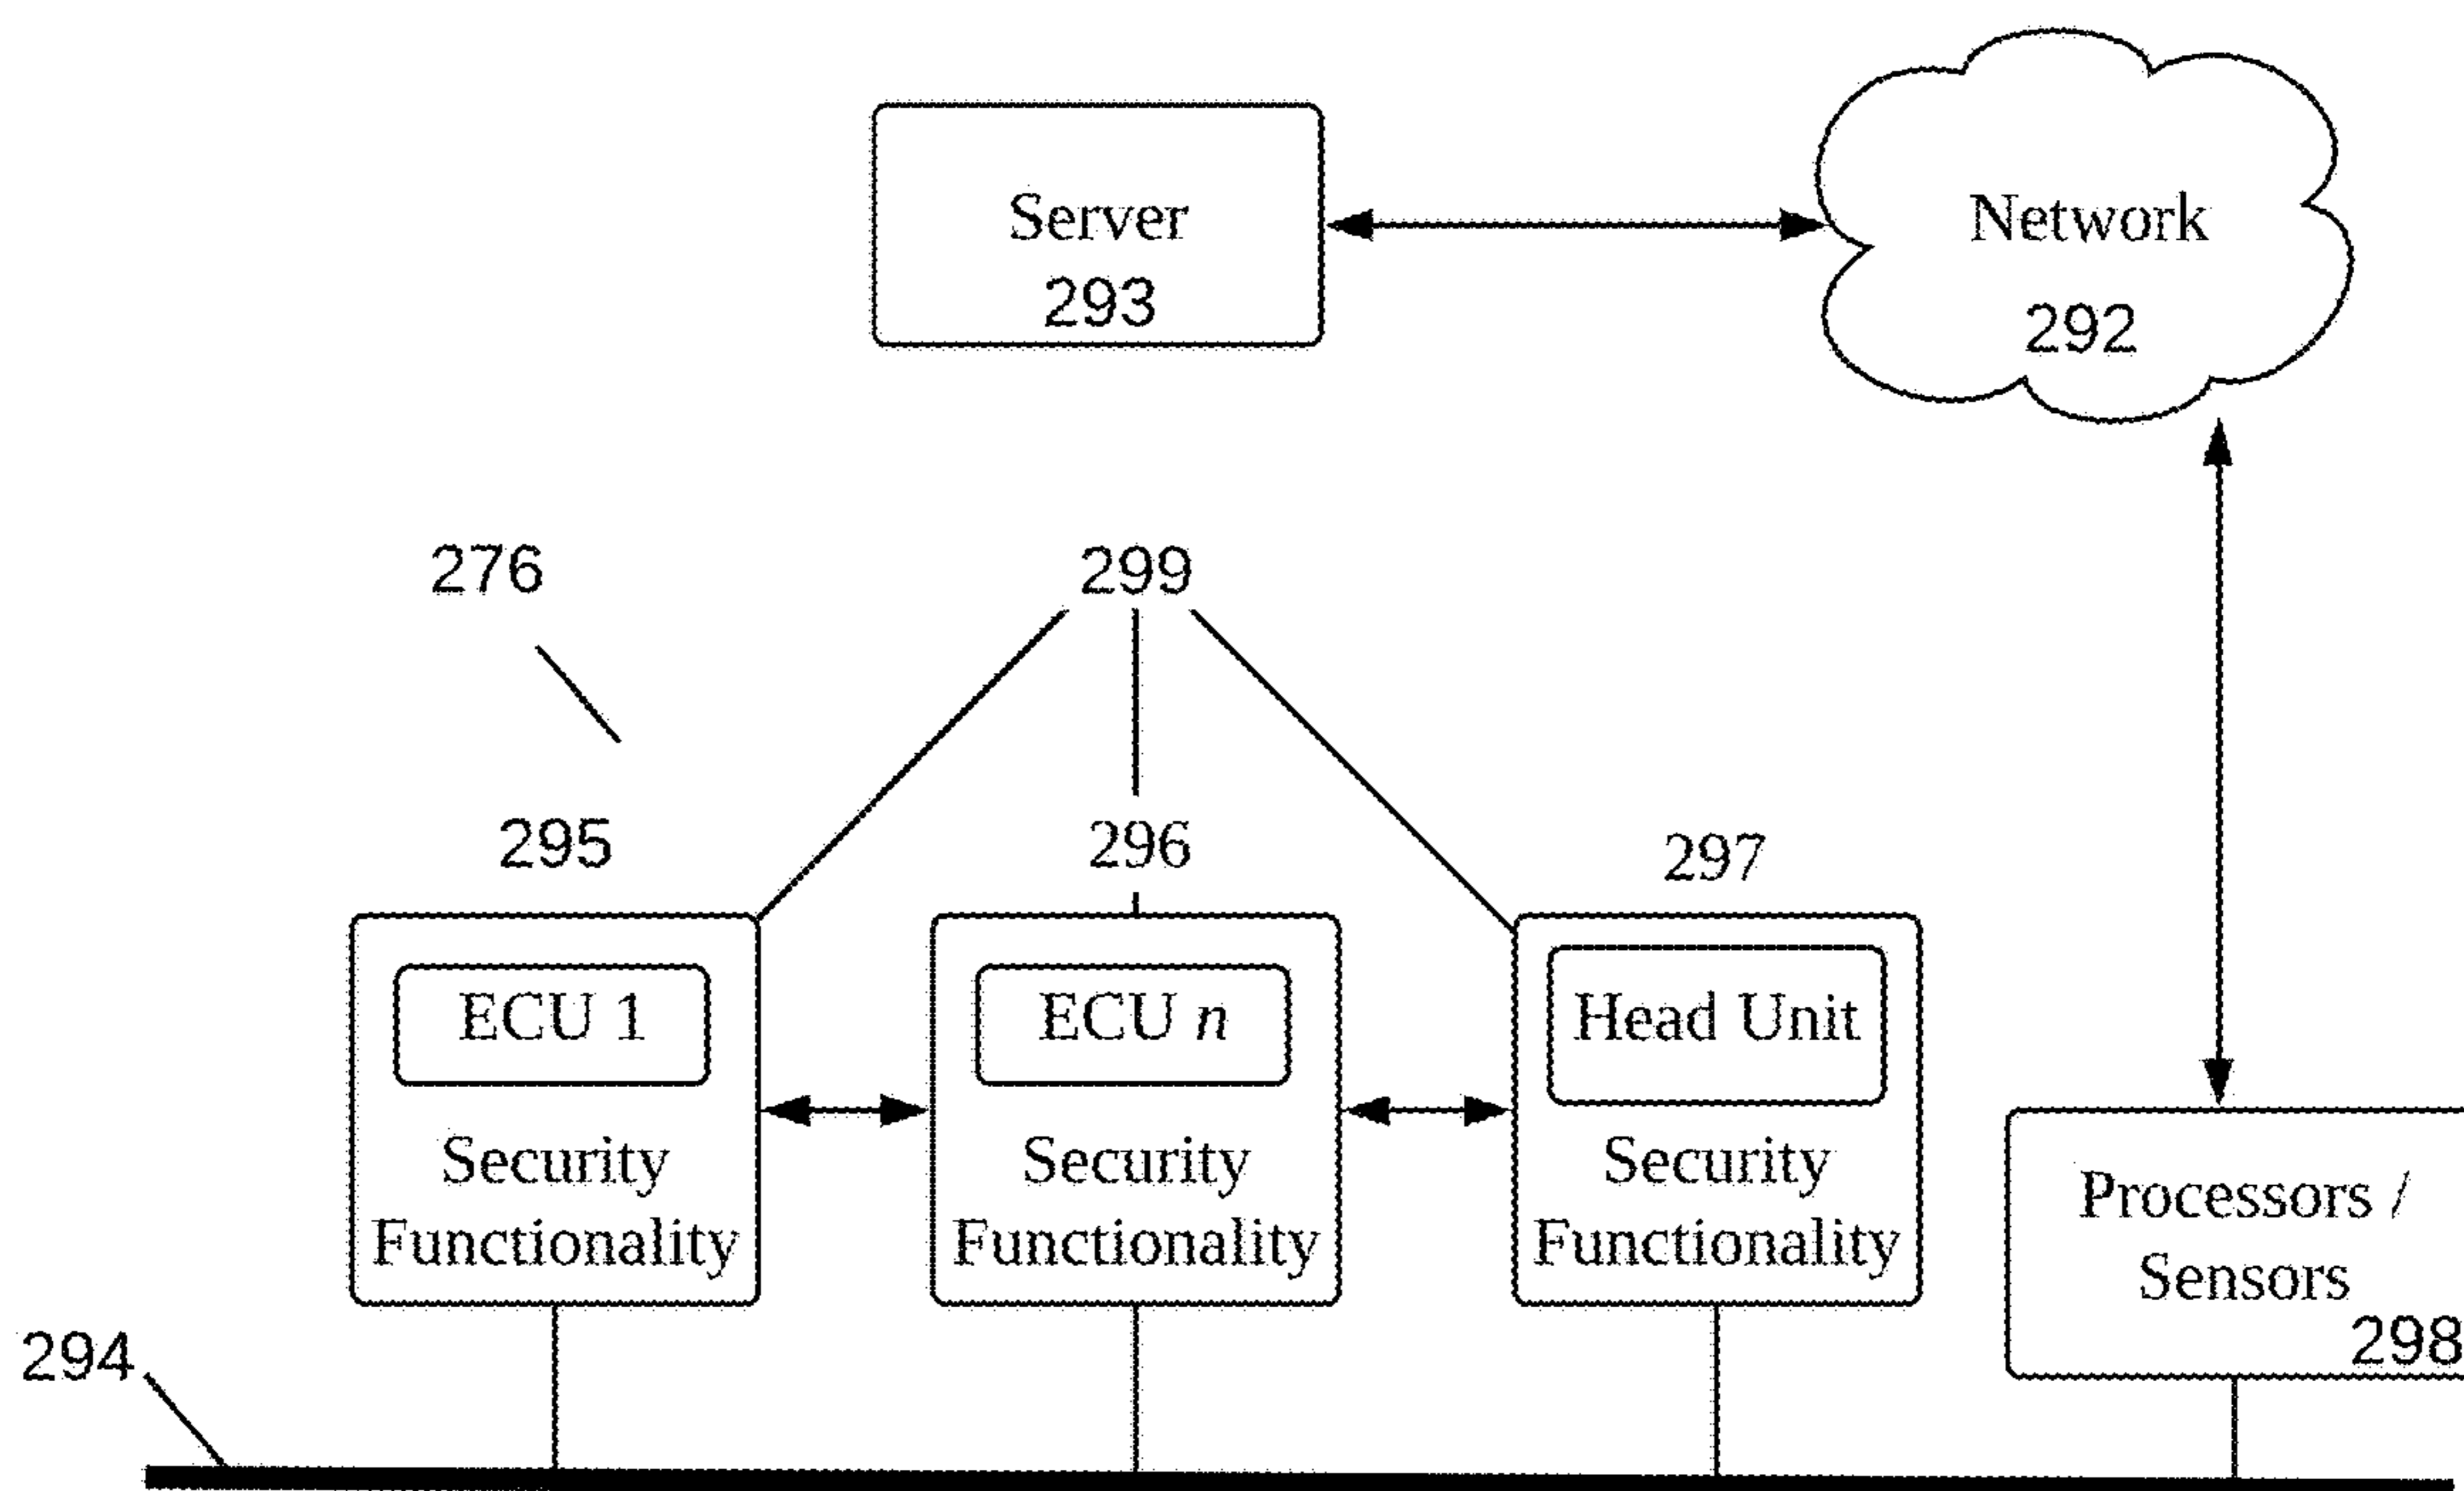 Server
293
Network
292
276
299
295
296
297
ECU 1
Security
Functionality
ECU n
Security
Functionality
Head Unit
Security
Functionality
Processors /
Sensors
298
294